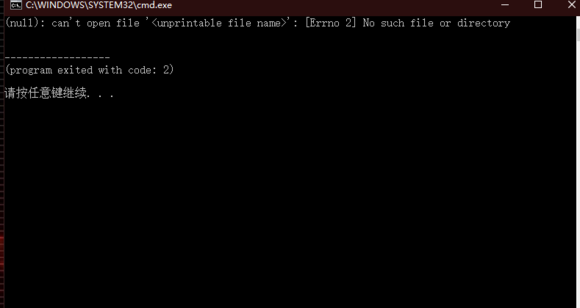 C:\WINDOWS\SYSTEM32\cmd.exe
(null): can't open file '<unprintable file name>': [Errno 2] No such file or directory
------------------
(program exited with code: 2)
请按任意键继续. . .